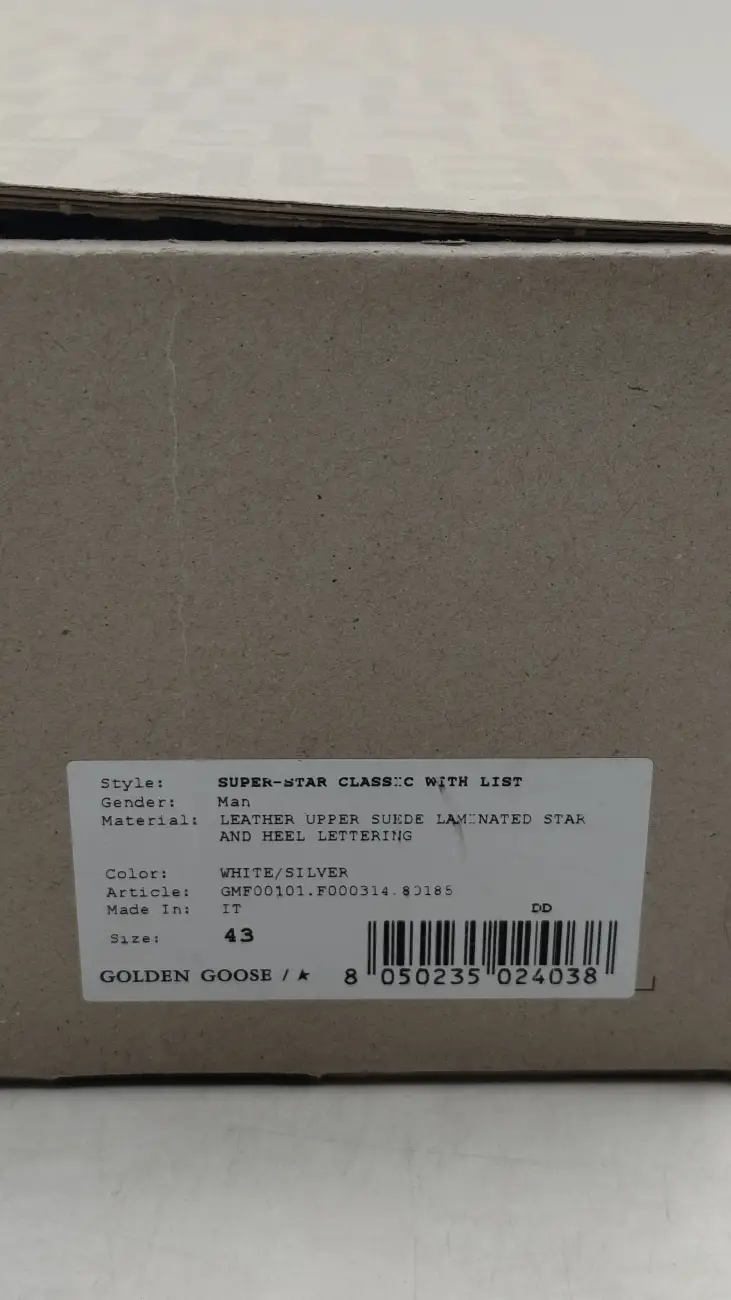 Style: SUPER-STAR CLASSIC WITH LIST
Gender: Man
Material: LEATHER UPPER SUEDE LAMINATED STAR
AND HEEL LETTERING
Color: WHITE/SILVER
Article: GMF00101.F000314.80185
Made In: IT
DD
Size: 43
GOLDEN GOOSE / ★
8 050235 024038